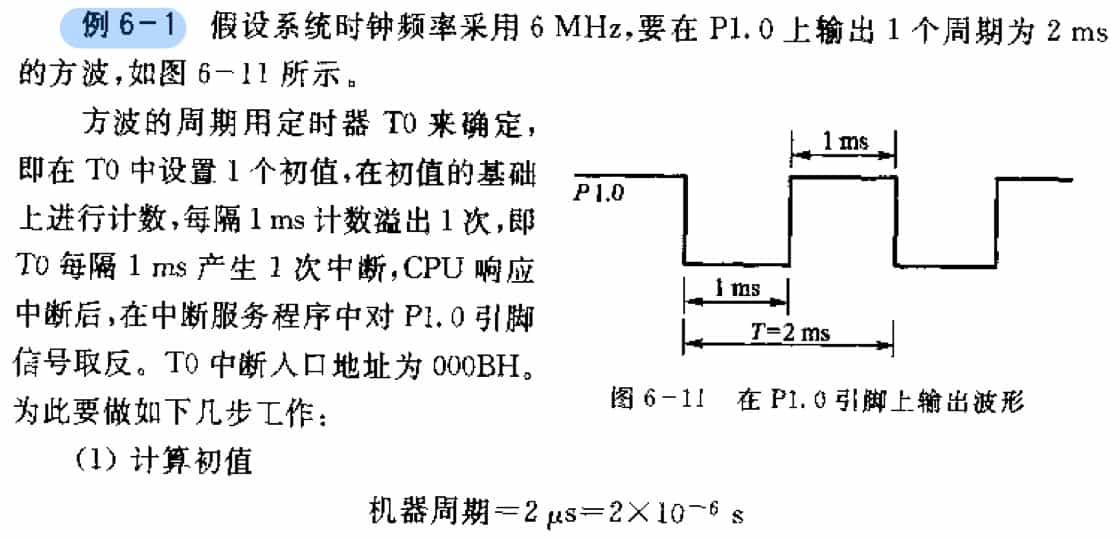 例 6-1 假设系统时钟频率采用 6 MHz,要在 P1.0 上输出 1 个周期为 2 ms
的方波,如图 6-11 所示。
方波的周期用定时器 T0 来确定,
即在 T0 中设置 1 个初值,在初值的基础
上进行计数,每隔 1 ms 计数溢出 1 次,即
T0 每隔 1 ms 产生 1 次中断,CPU 响应
中断后,在中断服务程序中对 P1.0 引脚
信号取反。T0 中断入口地址为 000BH。
为此要做如下几步工作:
1 ms
P1.0
1 ms
T=2 ms
图 6-11 在 P1.0 引脚上输出波形
(1) 计算初值
机器周期=2 μs=2×10⁻⁶ s